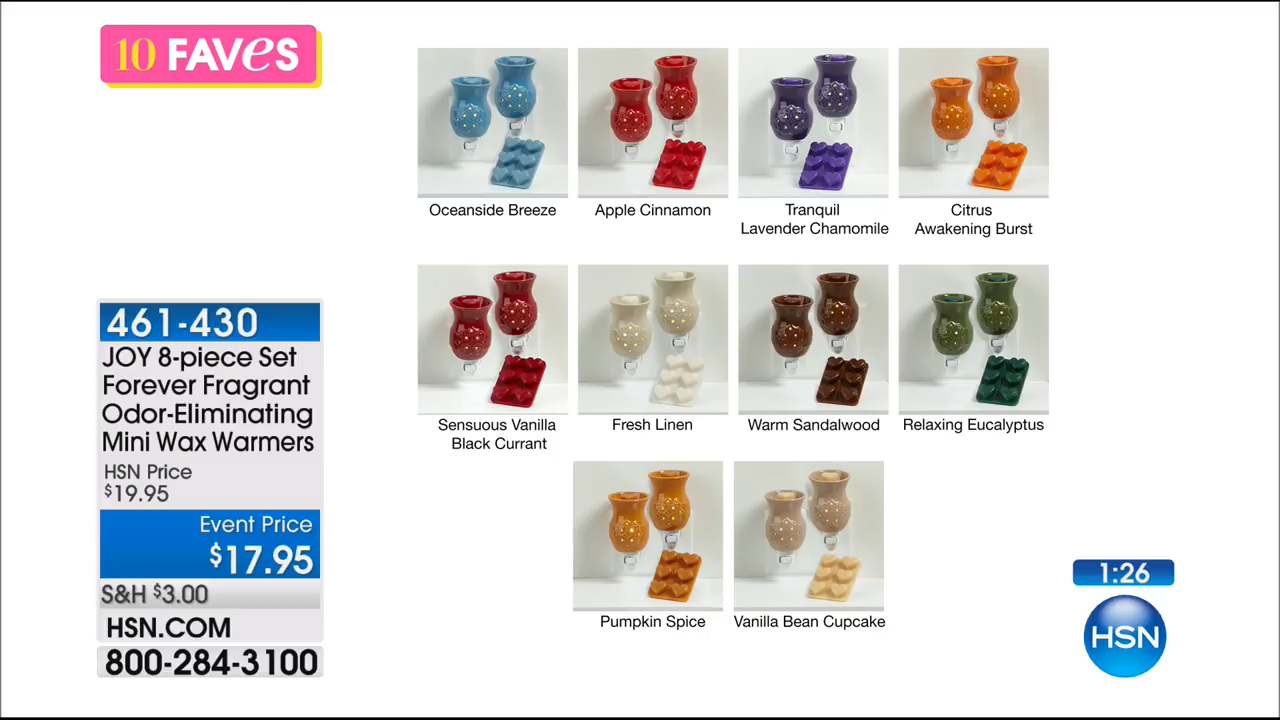 10 FAVeS
Oceanside Breeze
Apple Cinnamon
Tranquil
Lavender Chamomile
Citrus
Awakening Burst
Sensuous Vanilla
Black Currant
Fresh Linen
Warm Sandalwood
Relaxing Eucalyptus
Pumpkin Spice
Vanilla Bean Cupcake
461-430
JOY 8-piece Set
Forever Fragrant
Odor-Eliminating
Mini Wax Warmers
HSN Price
$19.95
Event Price
$17.95
S&H $3.00
HSN.COM
800-284-3100
1:26
HSN